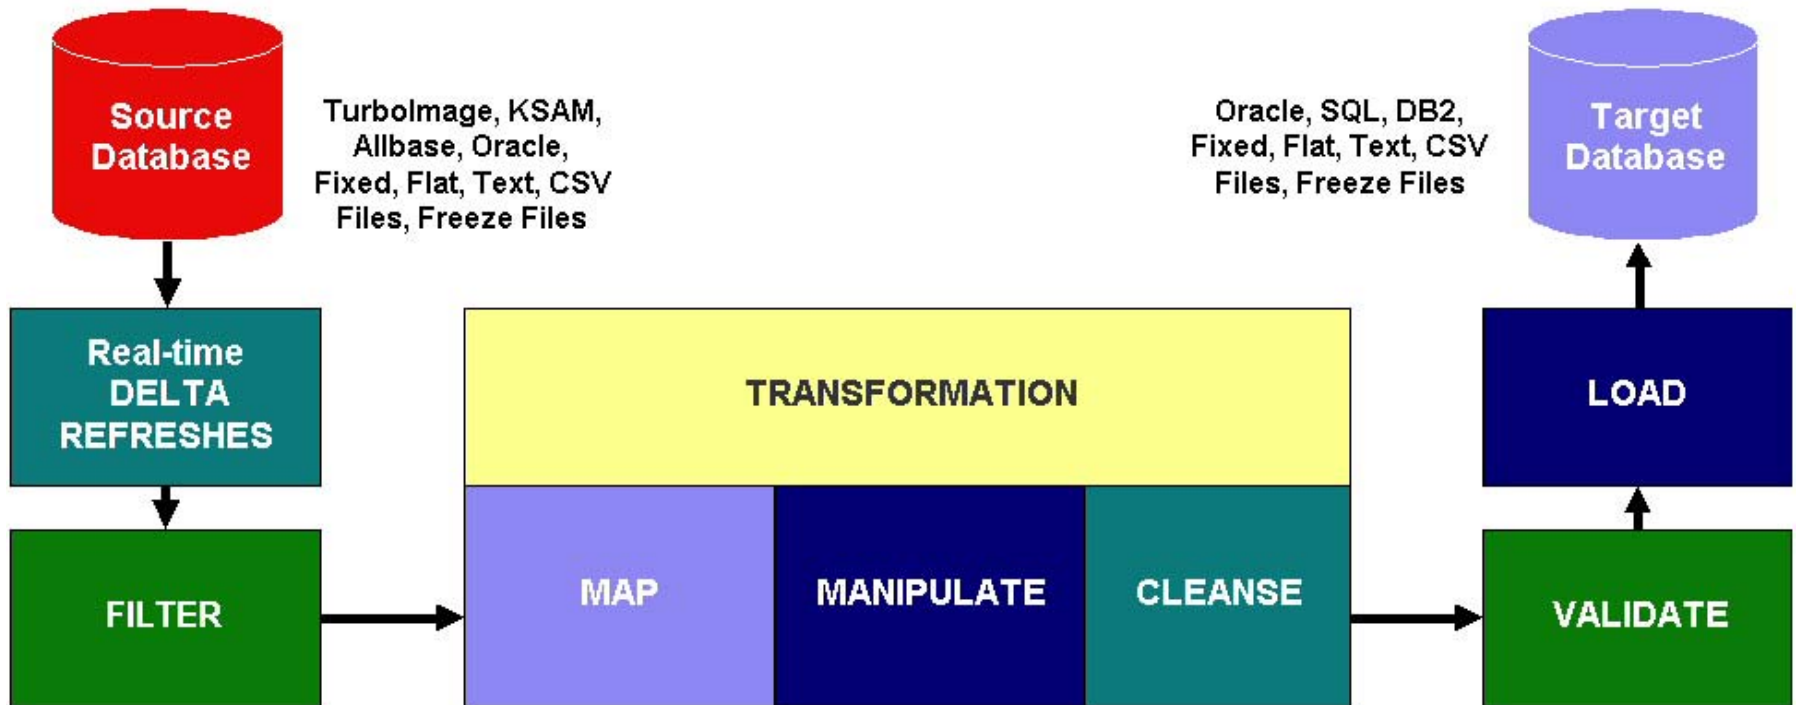 Source
Database
TurboImage, KSAM,
Allbase, Oracle,
Fixed, Flat, Text, CSV
Files, Freeze Files
Oracle, SQL, DB2,
Fixed, Flat, Text, CSV
Files, Freeze Files
Target
Database
Real-time
DELTA
REFRESHES
TRANSFORMATION
LOAD
FILTER
MAP
MANIPULATE
CLEANSE
VALIDATE